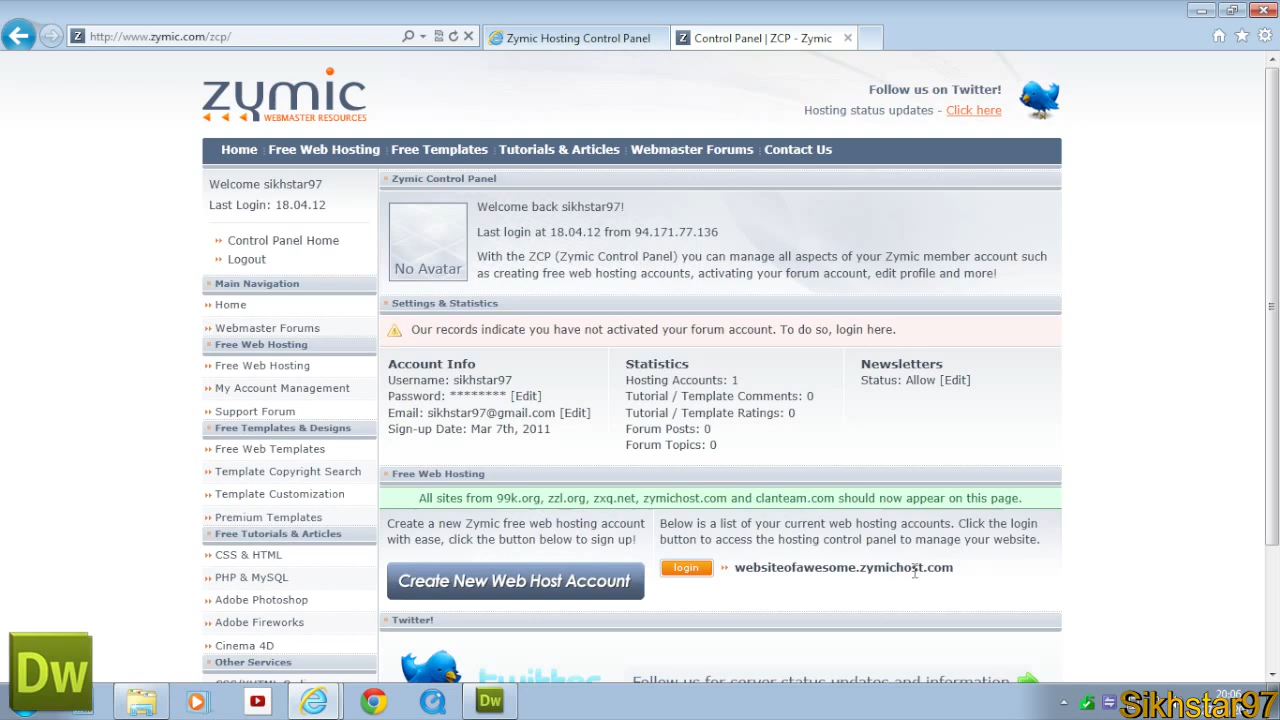 http://www.zymic.com/zcp/
Zymic Hosting Control Panel
Control Panel | ZCP - Zymic
zymic
WEBMASTER RESOURCES
Follow us on Twitter!
Hosting status updates - Click here
Home Free Web Hosting Free Templates Tutorials & Articles Webmaster Forums Contact Us
Welcome sikhstar97
Last Login: 18.04.12
Control Panel Home
Logout
Main Navigation
Home
Webmaster Forums
Free Web Hosting
Free Web Hosting
My Account Management
Support Forum
Free Templates & Designs
Free Web Templates
Template Copyright Search
Template Customization
Premium Templates
Free Tutorials & Articles
CSS & HTML
PHP & MySQL
Adobe Photoshop
Adobe Fireworks
Cinema 4D
Other Services
Zymic Control Panel
No Avatar
Welcome back sikhstar97!
Last login at 18.04.12 from 94.171.77.136
With the ZCP (Zymic Control Panel) you can manage all aspects of your Zymic member account such
as creating free web hosting accounts, activating your forum account, edit profile and more!
Settings & Statistics
Our records indicate you have not activated your forum account. To do so, login here.
Account Info
Username: sikhstar97
Password: ******** [Edit]
Email: sikhstar97@gmail.com [Edit]
Sign-up Date: Mar 7th, 2011
Statistics
Hosting Accounts: 1
Tutorial / Template Comments: 0
Tutorial / Template Ratings: 0
Forum Posts: 0
Forum Topics: 0
Newsletters
Status: Allow [Edit]
Free Web Hosting
All sites from 99k.org, zzl.org, zxq.net, zymichost.com and clanteam.com should now appear on this page.
Create a new Zymic free web hosting account
with ease, click the button below to sign up!
Create New Web Host Account
Below is a list of your current web hosting accounts. Click the login
button to access the hosting control panel to manage your website.
login websiteofawesome.zymichost.com
Twitter!
twitter
Follow us for server status updates and information
Dw
Dw
20:06
Sikhstar97